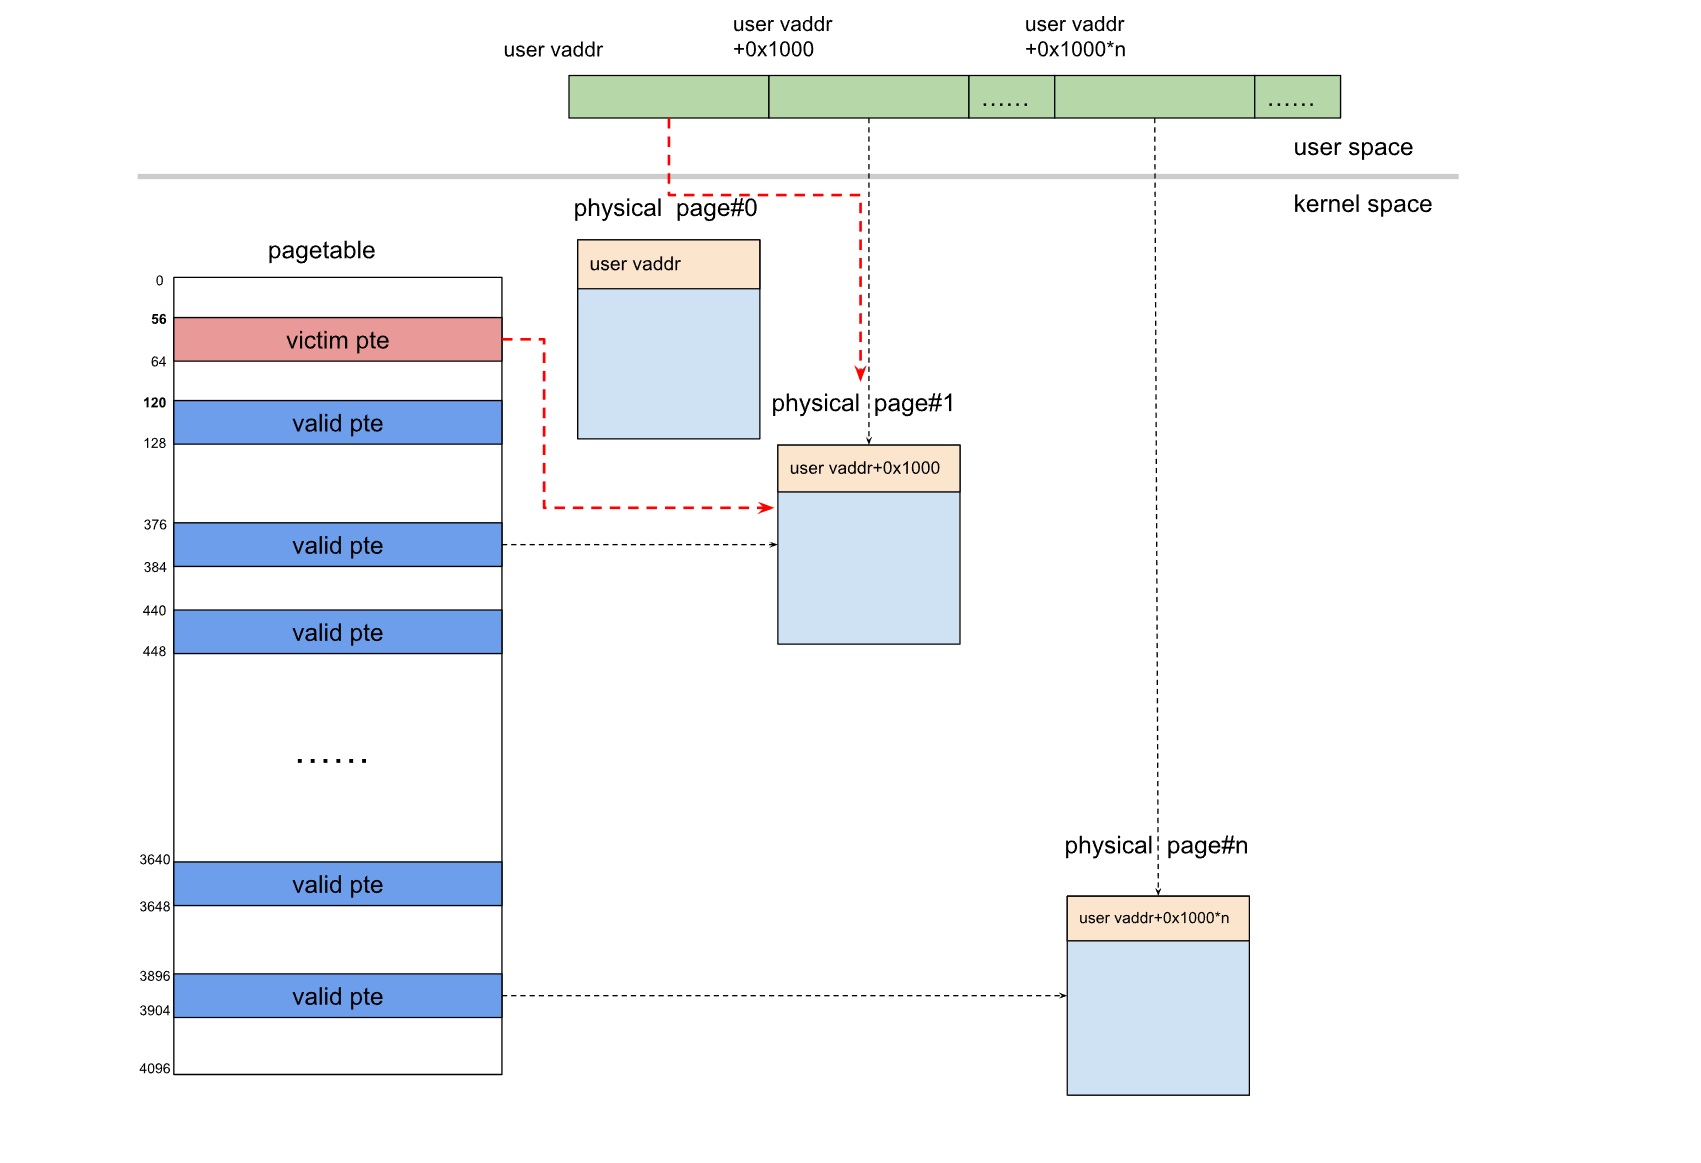 user vaddr
user vaddr
+0x1000
user vaddr
+0x1000*n
......
......
user space
kernel space
physical page#0
user vaddr
pagetable
0
56
victim pte
64
120
valid pte
128
physical page#1
user vaddr+0x1000
376
valid pte
384
440
valid pte
448
......
physical page#n
3640
valid pte
3648
user vaddr+0x1000*n
3896
valid pte
3904
4096